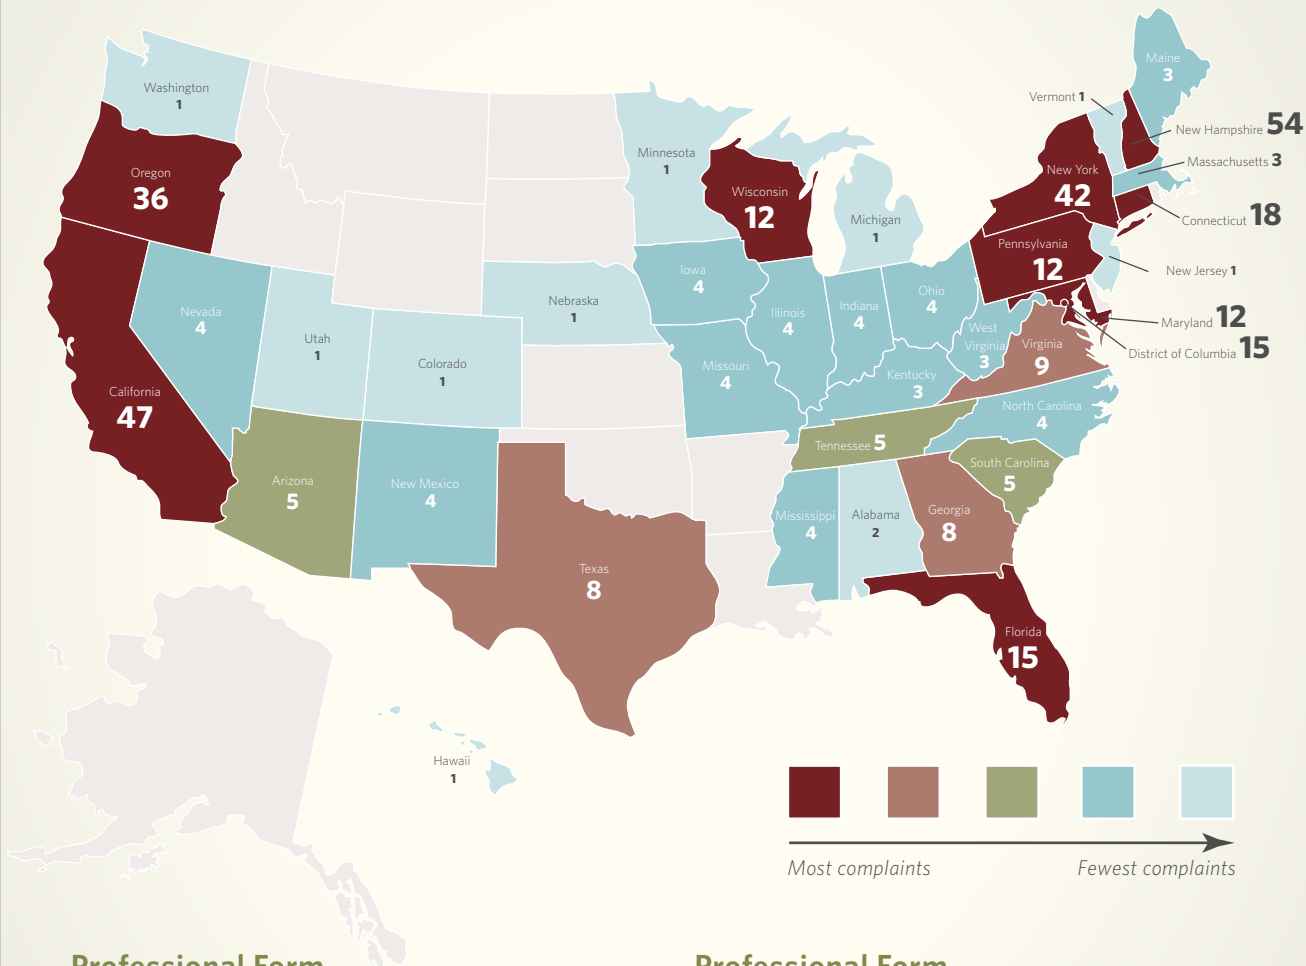 Maine
3
Vermont 1
New Hampshire 54
Massachusetts 3
Connecticut 18
New Jersey 1
Maryland 12
District of Columbia 15
Washington
1
Oregon
36
California
47
Nevada
4
Utah
1
Colorado
1
Arizona
5
New Mexico
4
Texas
8
Nebraska
1
Minnesota
1
Wisconsin
12
Michigan
1
Iowa
4
Illinois
4
Indiana
4
Ohio
4
Missouri
4
Kentucky
3
West
Virginia
3
Virginia
9
Pennsylvania
12
New York
42
North Carolina
4
Tennessee 5
South Carolina
5
Mississippi
4
Alabama
2
Georgia
8
Florida
15
Hawaii
1
Most complaints
Fewest complaints
Professional Form
Professional Form